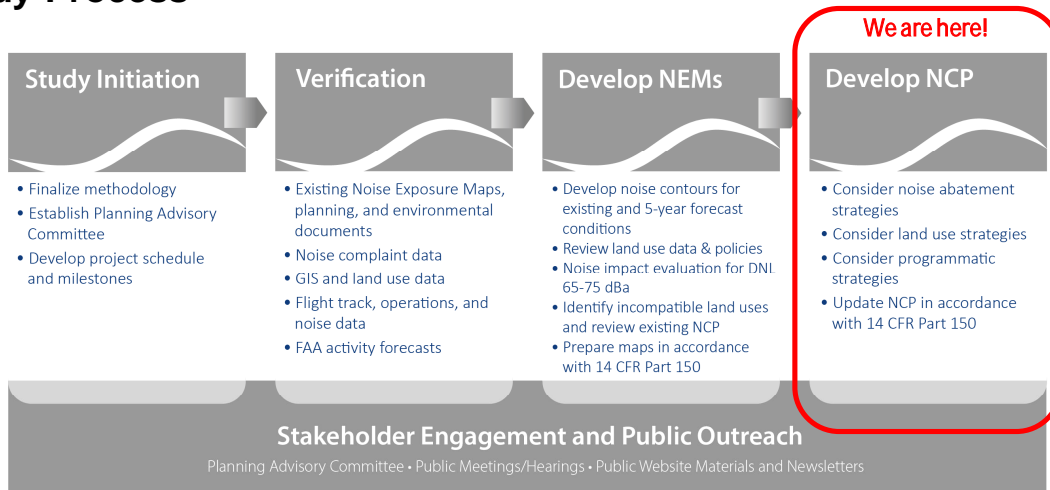 dy Process
We are here!
Study Initiation
• Finalize methodology
• Establish Planning Advisory
Committee
• Develop project schedule
and milestones
Verification
• Existing Noise Exposure Maps,
planning, and environmental
documents
• Noise complaint data
• GIS and land use data
• Flight track, operations, and
noise data
• FAA activity forecasts
Develop NEMs
• Develop noise contours for
existing and 5-year forecast
conditions
• Review land use data & policies
• Noise impact evaluation for DNL
65-75 dBa
• Identify incompatible land uses
and review existing NCP
• Prepare maps in accordance
with 14 CFR Part 150
Develop NCP
• Consider noise abatement
strategies
• Consider land use strategies
• Consider programmatic
strategies
• Update NCP in accordance
with 14 CFR Part 150
Stakeholder Engagement and Public Outreach
Planning Advisory Committee • Public Meetings/Hearings • Public Website Materials and Newsletters